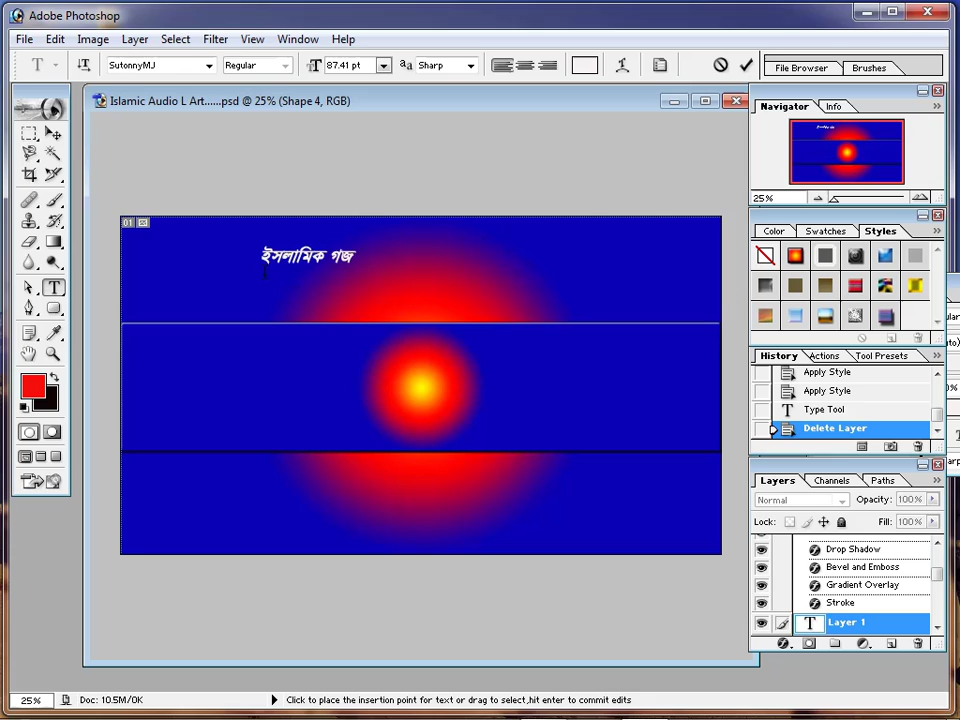 Adobe Photoshop
File Edit Image Layer Select Filter View Window Help
T SutonnyMJ Regular T 87.41 pt aa Sharp File Browser Brushes
Islamic Audio L Art......psd @ 25% (Shape 4, RGB)
Navigator Info
25%
01
ইসলামিক গজ
Color Swatches Styles
History Actions Tool Presets
Apply Style
Apply Style
T Type Tool
Delete Layer
Layers Channels Paths
Normal Opacity: 100%
Lock: Fill: 100%
Drop Shadow
Bevel and Emboss
Gradient Overlay
Stroke
T Layer 1
25% Doc: 10.5M/0K Click to place the insertion point for text or drag to select,hit enter to commit edits